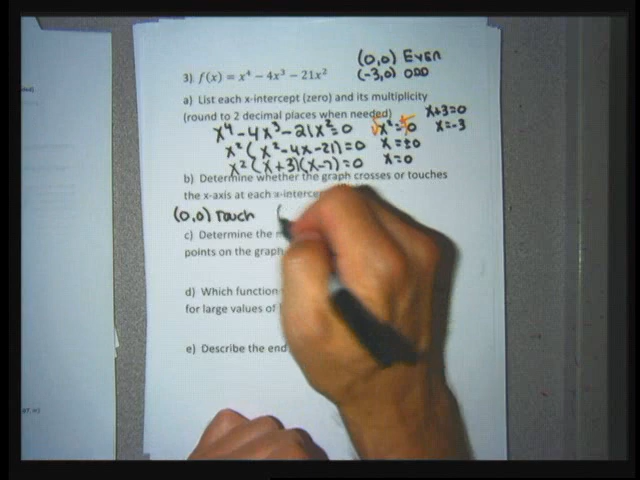 (0,0) EVEN
3) f(x) = x⁴ − 4x³ − 21x²
(-3,0) ODD
a) List each x-intercept (zero) and its multiplicity
(round to 2 decimal places when needed)
x+3=0
x⁴-4x³-21x²=0
√x²=√0
x=-3
x²(x²-4x-21)=0
x=±0
x²(x+3)(x-7)=0
x=0
b) Determine whether the graph crosses or touches
the x-axis at each x-interce
(0,0) Touch (
c) Determine the
points on the graph
d) Which function
for large values of
e) Describe the end